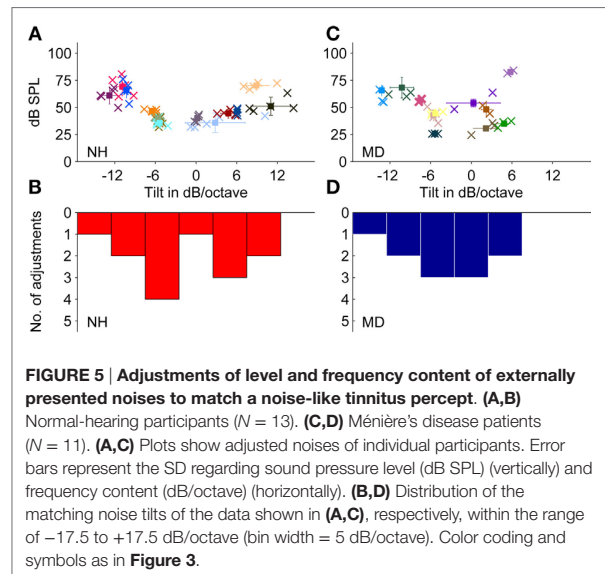 A
C
100
75
50
25
0
dB SPL
NH
-12
-6
0
6
12
Tilt in dB/octave
100
75
50
25
0
MD
-12
-6
0
6
12
Tilt in dB/octave
B
D
0
1
2
3
4
5
No. of adjustments
NH
0
1
2
3
4
5
MD
FIGURE 5 | Adjustments of level and frequency content of externally
presented noises to match a noise-like tinnitus percept. (A,B)
Normal-hearing participants (N = 13). (C,D) Ménière’s disease patients
(N = 11). (A,C) Plots show adjusted noises of individual participants. Error
bars represent the SD regarding sound pressure level (dB SPL) (vertically) and
frequency content (dB/octave) (horizontally). (B,D) Distribution of the
matching noise tilts of the data shown in (A,C), respectively, within the range
of −17.5 to +17.5 dB/octave (bin width = 5 dB/octave). Color coding and
symbols as in Figure 3.